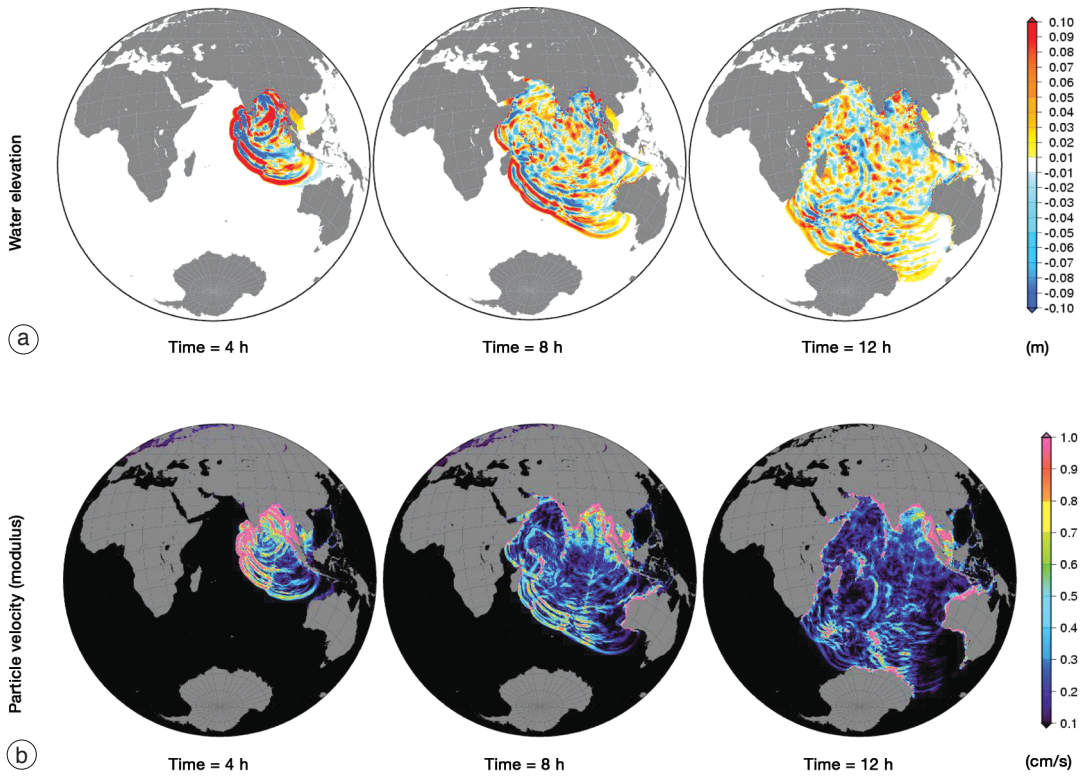 Water elevation
0.10
0.09
0.08
0.07
0.06
0.05
0.04
0.03
0.02
0.01
-0.01
-0.02
-0.03
-0.04
-0.05
-0.06
-0.07
-0.08
-0.09
-0.10
a
Time = 4 h
Time = 8 h
Time = 12 h
(m)
Particle velocity (modulus)
1.0
0.9
0.8
0.7
0.6
0.5
0.4
0.3
0.2
0.1
b
Time = 4 h
Time = 8 h
Time = 12 h
(cm/s)